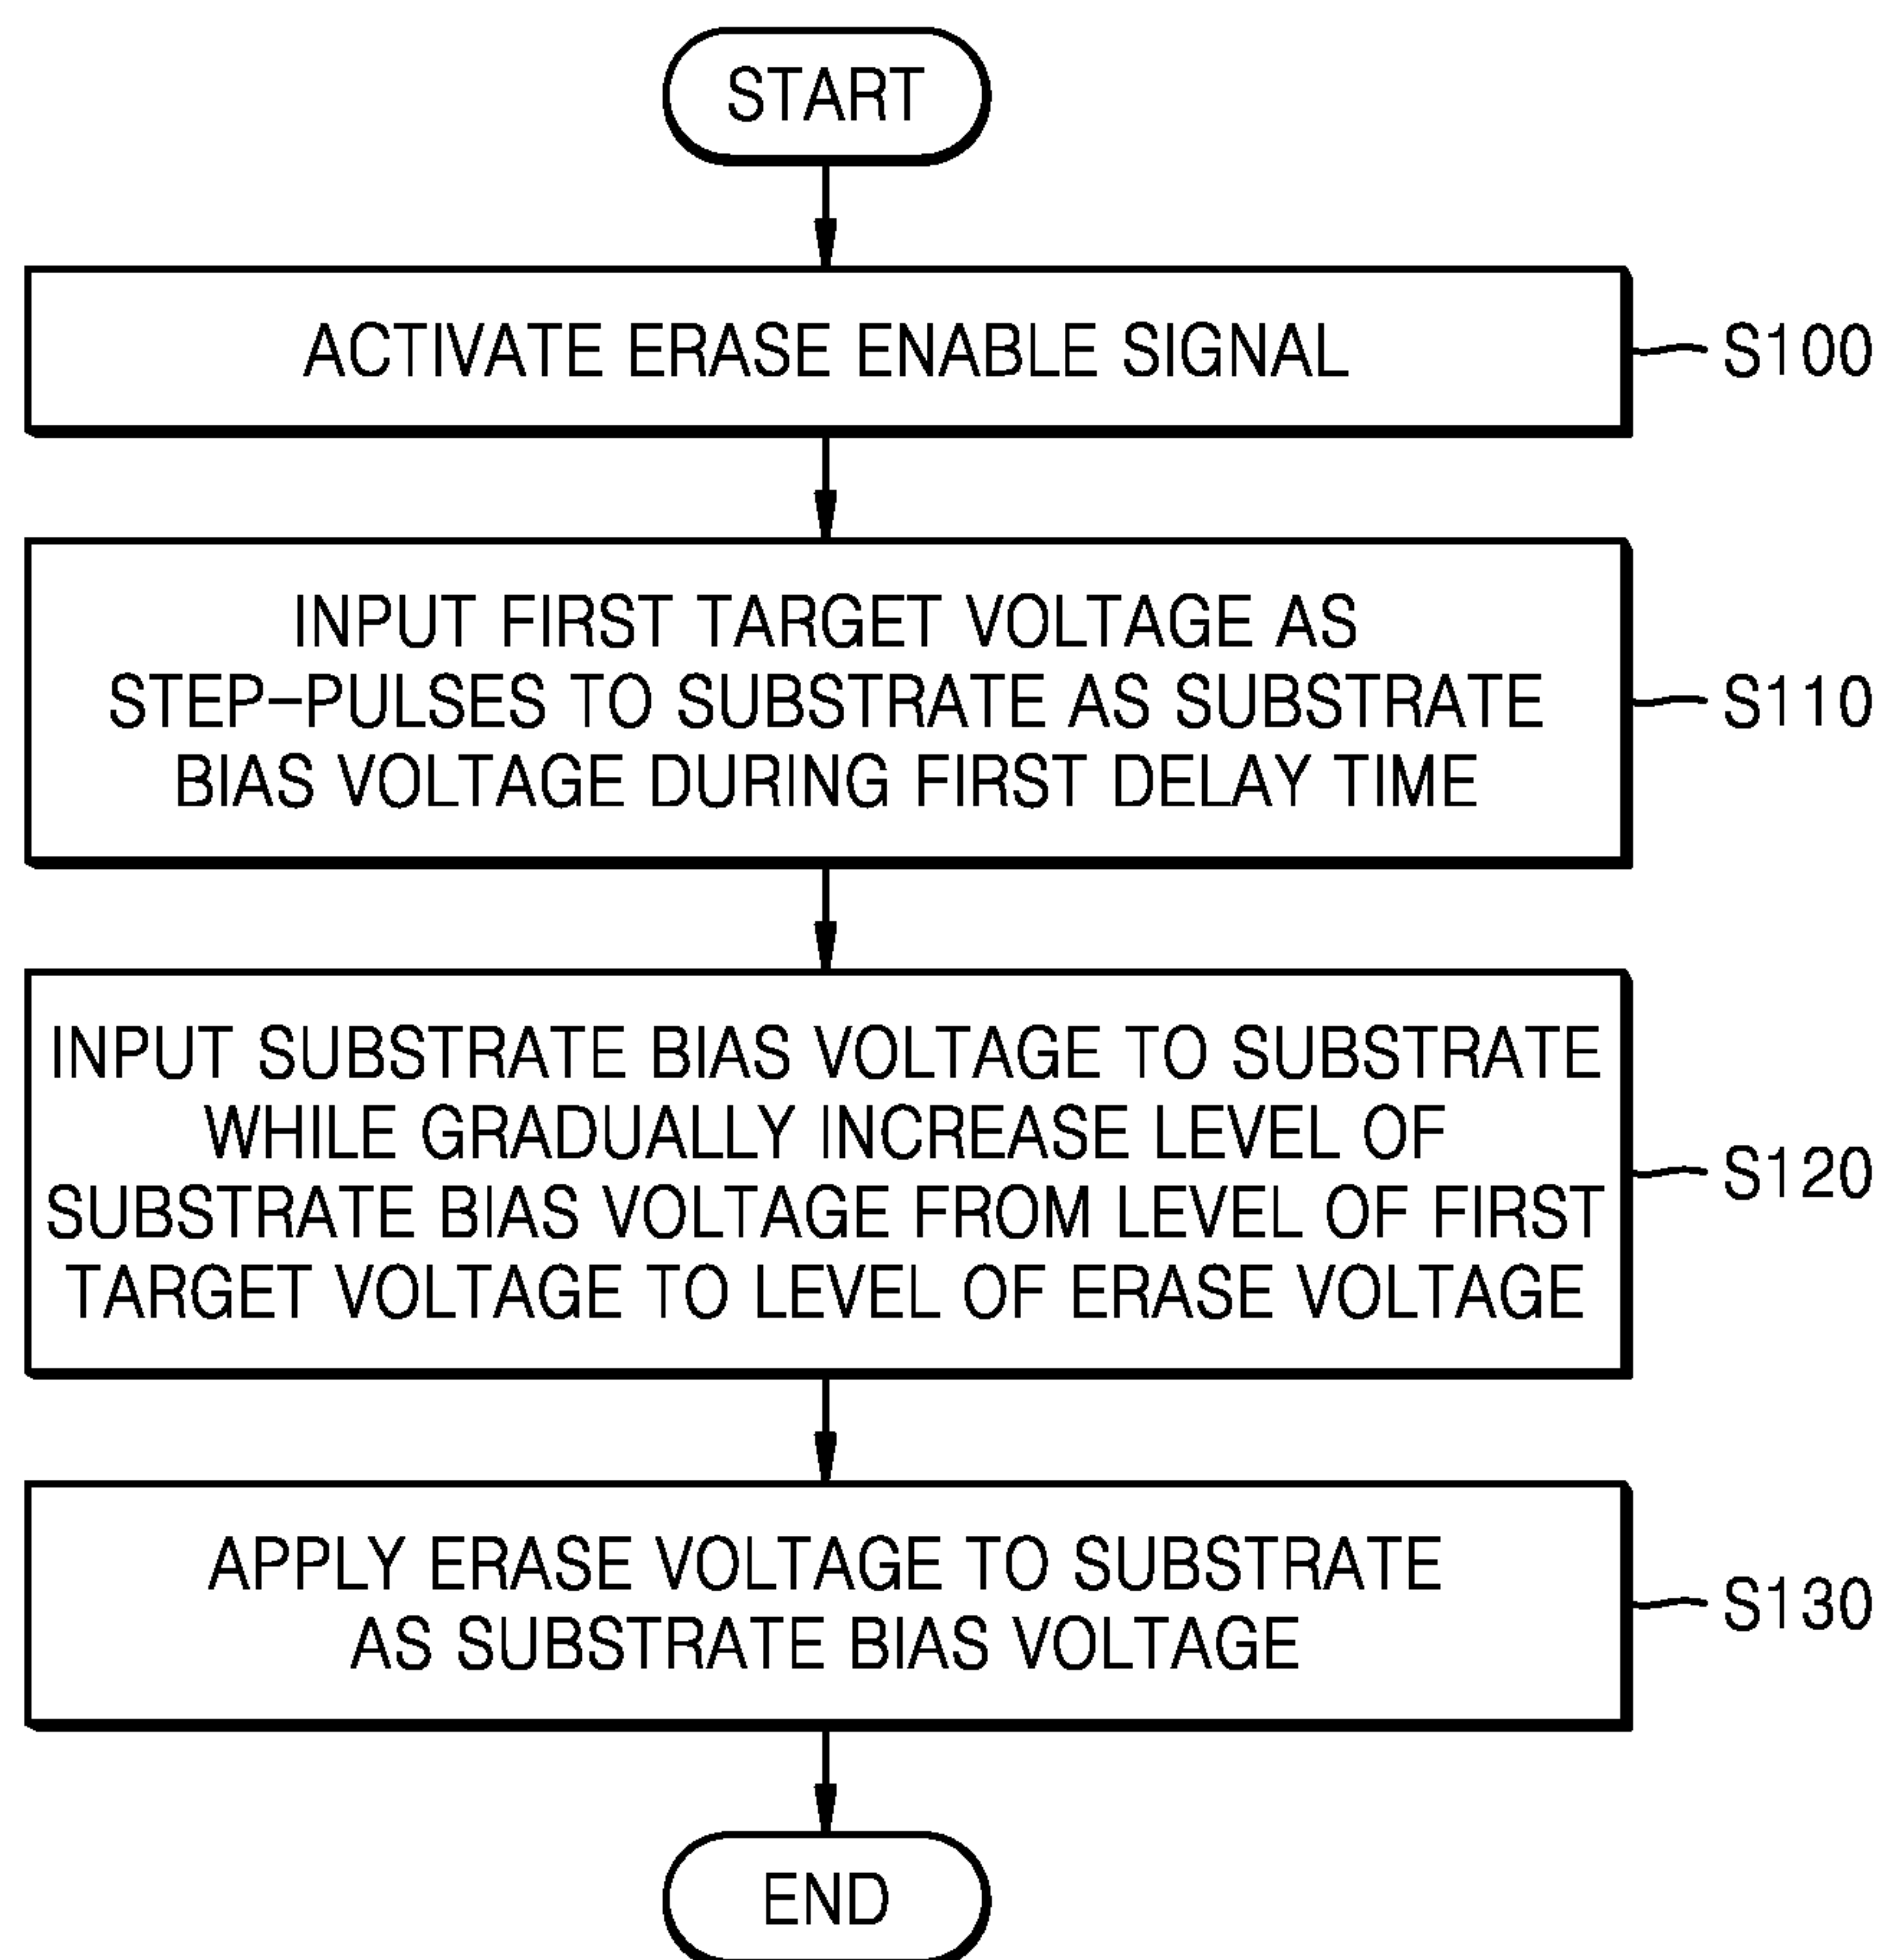 START
ACTIVATE ERASE ENABLE SIGNAL
S100
INPUT FIRST TARGET VOLTAGE AS
STEP-PULSES TO SUBSTRATE AS SUBSTRATE
BIAS VOLTAGE DURING FIRST DELAY TIME
S110
INPUT SUBSTRATE BIAS VOLTAGE TO SUBSTRATE
WHILE GRADUALLY INCREASE LEVEL OF
SUBSTRATE BIAS VOLTAGE FROM LEVEL OF FIRST
TARGET VOLTAGE TO LEVEL OF ERASE VOLTAGE
S120
APPLY ERASE VOLTAGE TO SUBSTRATE
AS SUBSTRATE BIAS VOLTAGE
S130
END